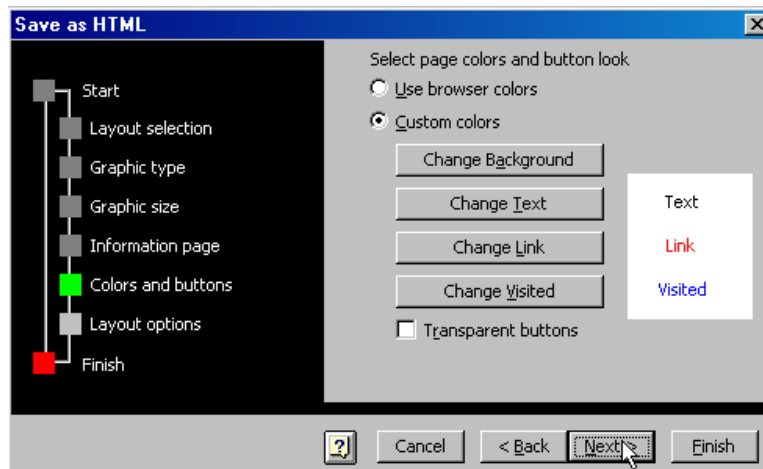 Save as HTML
Start
Layout selection
Graphic type
Graphic size
Information page
Colors and buttons
Layout options
Finish
Select page colors and button look
Use browser colors
Custom colors
Change Background
Change Text
Change Link
Change Visited
Transparent buttons
Text
Link
Visited
?
Cancel
< Back
Next >
Finish